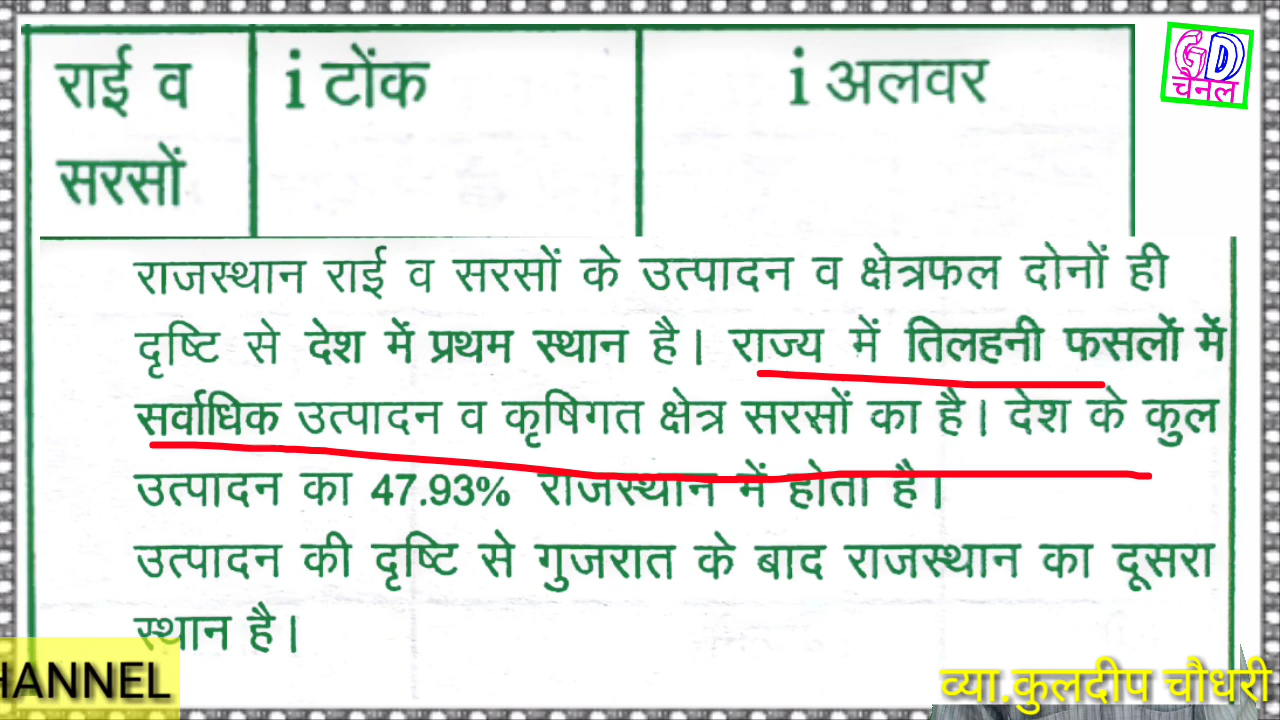 राई व
सरसों
i टोंक
i अलवर
GD
चैनल
राजस्थान राई व सरसों के उत्पादन व क्षेत्रफल दोनों ही
दृष्टि से देश में प्रथम स्थान है। राज्य में तिलहनी फसलों में
सर्वाधिक उत्पादन व कृषिगत क्षेत्र सरसों का है। देश के कुल
उत्पादन का 47.93% राजस्थान में होता है।
उत्पादन की दृष्टि से गुजरात के बाद राजस्थान का दूसरा
स्थान है।
HANNEL
व्या.कुलदीप चौधरी